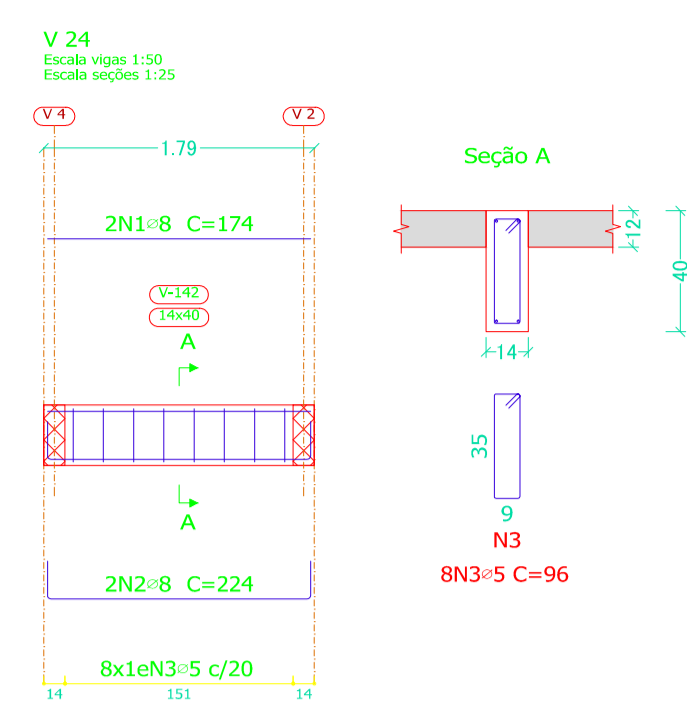 V 24
Escala vigas 1:50
Escala seções 1:25
V 4
V 2
1.79
2N1⌀8 C=174
V-142
14x40
A
A
2N2⌀8 C=224
8x1eN3⌀5 c/20
14
151
14
Seção A
12
40
14
35
9
N3
8N3⌀5 C=96